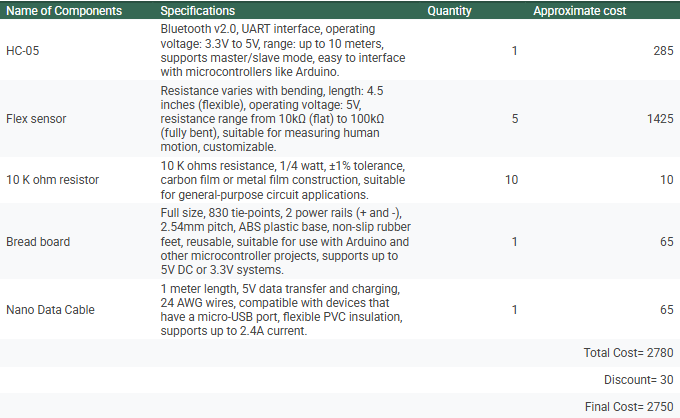 Name of Components Specifications Quantity Approximate cost
Bluetooth v2.0, UART interface, operating
voltage: 3.3V to 5V, range: up to 10 meters,
HC-05 supports master/slave mode, easy to interface 1 285
with microcontrollers like Arduino.
Resistance varies with bending, length: 4.5
inches (flexible), operating voltage: 5V,
Flex sensor resistance range from 10kΩ (flat) to 100kΩ 5 1425
(fully bent), suitable for measuring human
motion, customizable.
10 K ohms resistance, 1/4 watt, ±1% tolerance,
10 K ohm resistor carbon film or metal film construction, suitable 10 10
for general-purpose circuit applications.
Full size, 830 tie-points, 2 power rails (+ and -),
2.54mm pitch, ABS plastic base, non-slip rubber
Bread board feet, reusable, suitable for use with Arduino and 1 65
other microcontroller projects, supports up to
5V DC or 3.3V systems.
1 meter length, 5V data transfer and charging,
24 AWG wires, compatible with devices that
Nano Data Cable have a micro-USB port, flexible PVC insulation, 1 65
supports up to 2.4A current.
Total Cost= 2780
Discount= 30
Final Cost= 2750